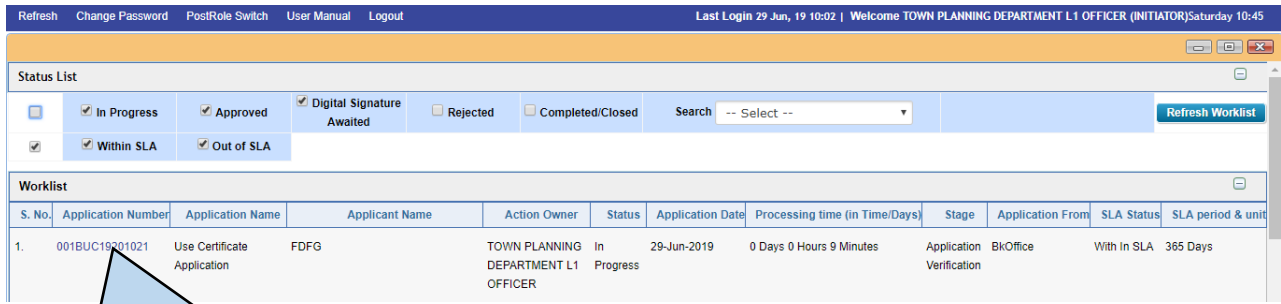 Refresh Change Password PostRole Switch User Manual Logout Last Login 29 Jun, 19 10:02 | Welcome TOWN PLANNING DEPARTMENT L1 OFFICER (INITIATOR)Saturday 10:45
Status List
In Progress Approved Digital Signature Awaited Rejected Completed/Closed Search -- Select -- Refresh Worklist
Within SLA Out of SLA
Worklist
S. No. Application Number Application Name Applicant Name Action Owner Status Application Date Processing time (in Time/Days) Stage Application From SLA Status SLA period & unit
1. 001BUC19201021 Use Certificate FDFG TOWN PLANNING In 29-Jun-2019 0 Days 0 Hours 9 Minutes Application BkOffice With In SLA 365 Days
Application DEPARTMENT L1 Progress Verification
OFFICER